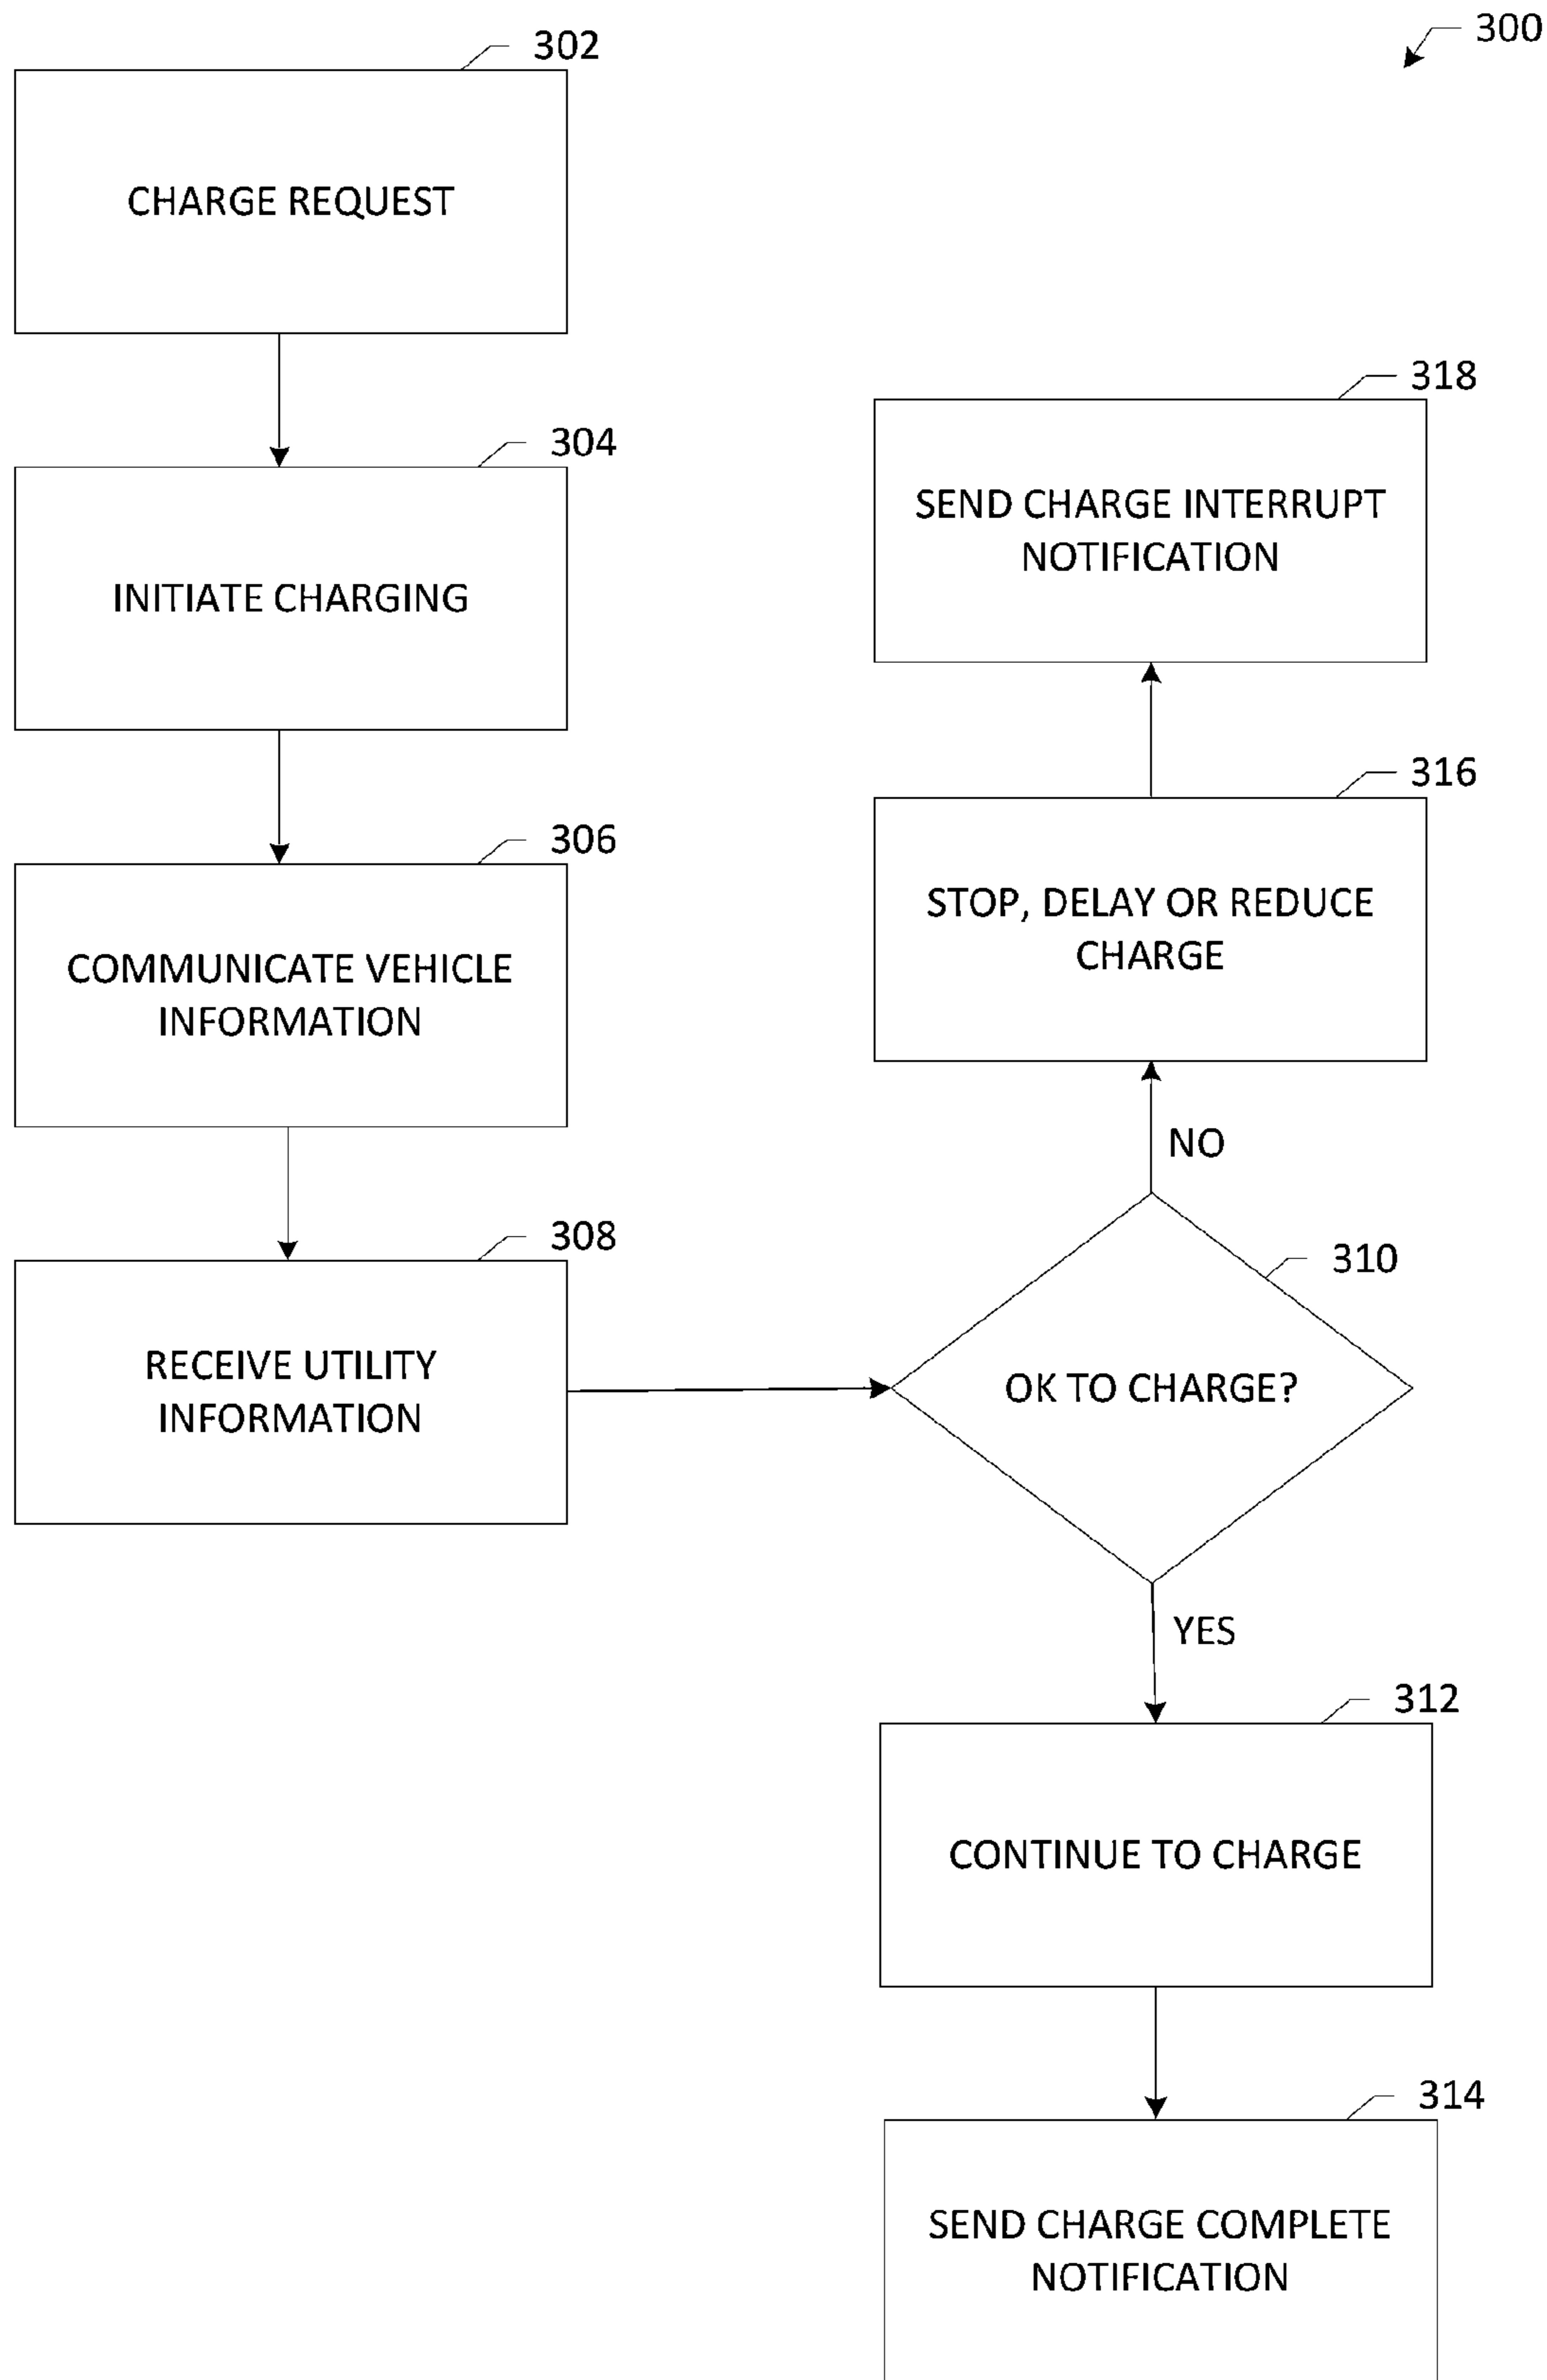 300
302
CHARGE REQUEST
304
INITIATE CHARGING
306
COMMUNICATE VEHICLE
INFORMATION
308
RECEIVE UTILITY
INFORMATION
310
OK TO CHARGE?
NO
316
STOP, DELAY OR REDUCE
CHARGE
318
SEND CHARGE INTERRUPT
NOTIFICATION
YES
312
CONTINUE TO CHARGE
314
SEND CHARGE COMPLETE
NOTIFICATION